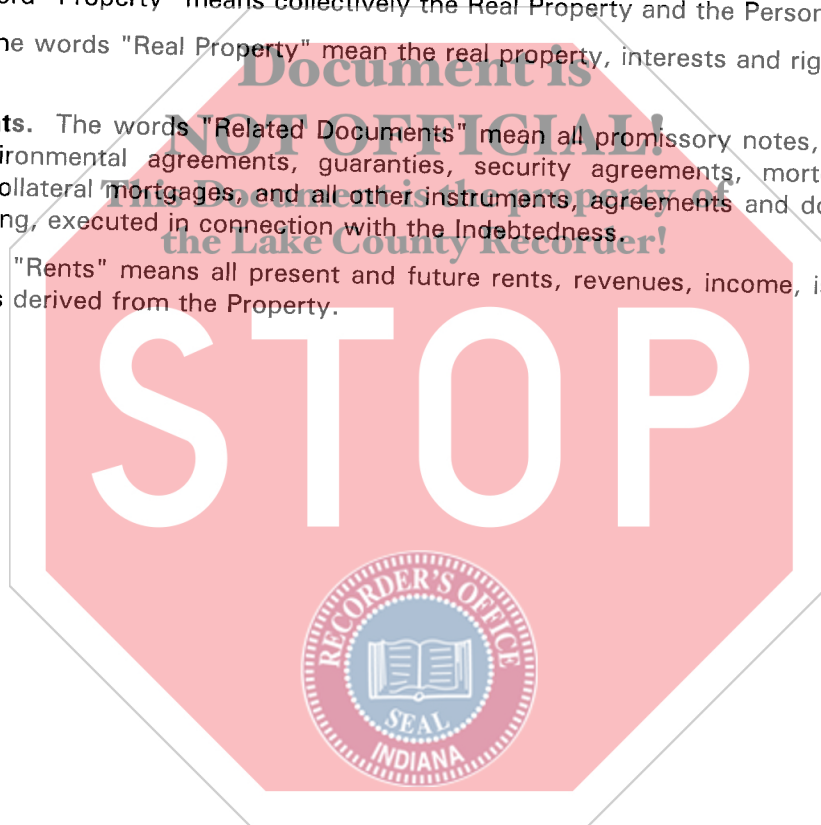 "Property" means collectively the Real Property and the Person
he words "Real Property" mean the real property, interests and rig
Document is
ts. The words "Related Documents" mean all promissory notes,
NOT OFFICIAL!
ironmental agreements, guaranties, security agreements, mort
ollateral mortgages, and all other instruments, agreements and do
This Document is the property of
ng, executed in connection with the Indebtedness.
the Lake County Recorder!
"Rents" means all present and future rents, revenues, income, is
s derived from the Property.
STOP
RECORDER'S OFFICE
SEAL
INDIANA